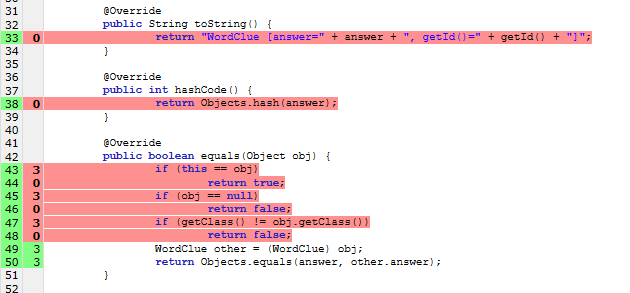 31 @Override
32 public String toString() {
33 0 return "WordClue [answer=" + answer + ", getId()=" + getId() + "]";
34 }
35
36 @Override
37 public int hashCode() {
38 0 return Objects.hash(answer);
39 }
40
41 @Override
42 public boolean equals(Object obj) {
43 3 if (this == obj)
44 0 return true;
45 3 if (obj == null)
46 0 return false;
47 3 if (getClass() != obj.getClass())
48 0 return false;
49 3 WordClue other = (WordClue) obj;
50 3 return Objects.equals(answer, other.answer);
51 }
52